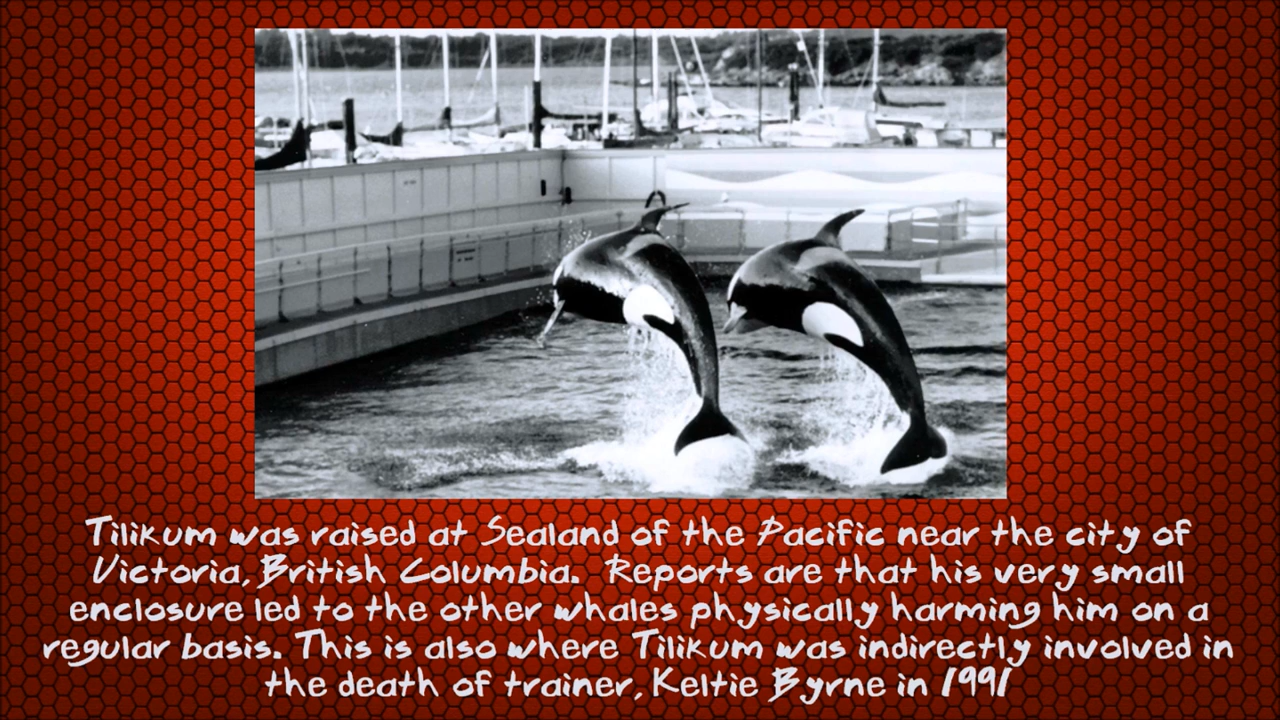 Tilikum was raised at Sealand of the Pacific near the city of
Victoria, British Columbia. Reports are that his very small
enclosure led to the other whales physically harming him on a
regular basis. This is also where Tilikum was indirectly involved in
the death of trainer, Keltie Byrne in 1991